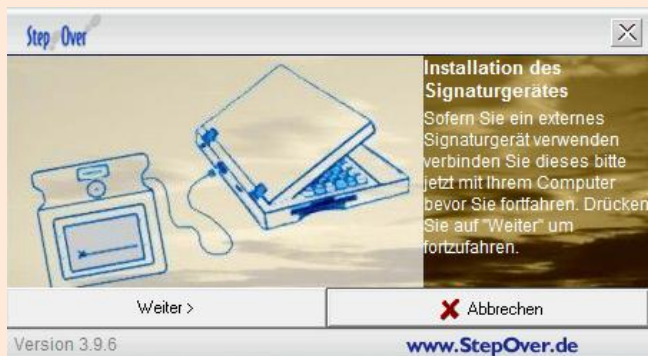 Step Over
Installation des
Signaturgerätes
Sofern Sie ein externes
Signaturgerät verwenden
verbinden Sie dieses bitte
jetzt mit Ihrem Computer
bevor Sie fortfahren. Drücken
Sie auf "Weiter" um
fortzufahren.
Weiter >
Abbrechen
Version 3.9.6
www.StepOver.de